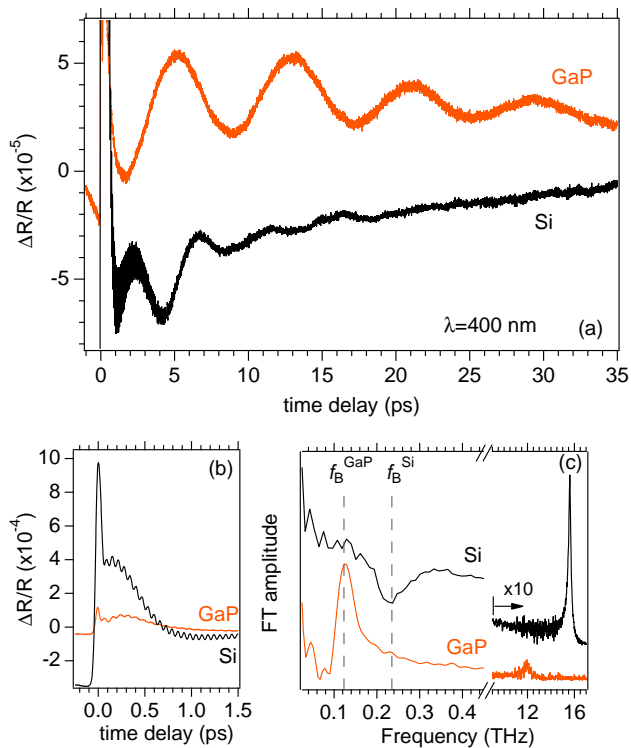 ΔR/R (x10⁻⁵)
5
0
-5
GaP
Si
λ=400 nm
(a)
0 5 10 15 20 25 30 35
time delay (ps)
ΔR/R (x10⁻⁴)
10
8
6
4
2
0
-2
(b)
GaP
Si
0.0 0.5 1.0 1.5
time delay (ps)
FT amplitude
f_B^GaP f_B^Si
(c)
Si
x10
GaP
0.1 0.2 0.3 0.4 12 16
Frequency (THz)